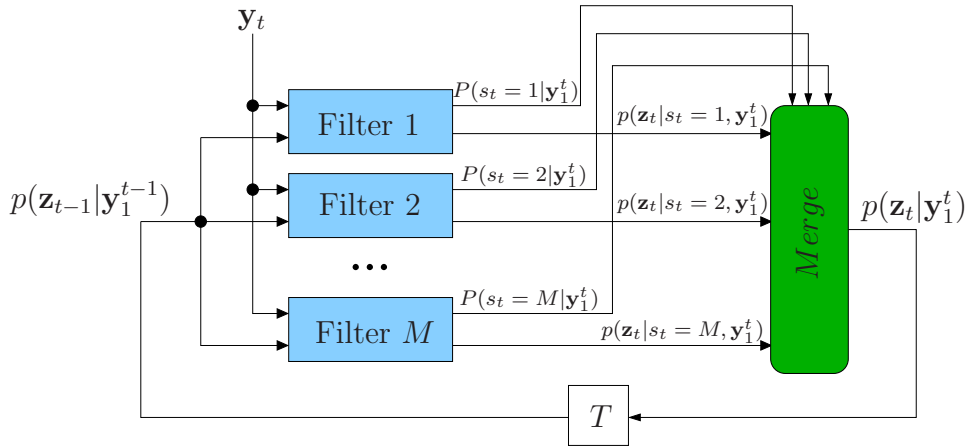 𝐲_t
P(s_t = 1|𝐲_1^t)
Filter 1
p(𝐳_t|s_t = 1, 𝐲_1^t)
P(s_t = 2|𝐲_1^t)
p(𝐳_{t−1}|𝐲_1^{t−1})
Filter 2
p(𝐳_t|s_t = 2, 𝐲_1^t)
Merge
p(𝐳_t|𝐲_1^t)
...
P(s_t = M|𝐲_1^t)
Filter M
p(𝐳_t|s_t = M, 𝐲_1^t)
T